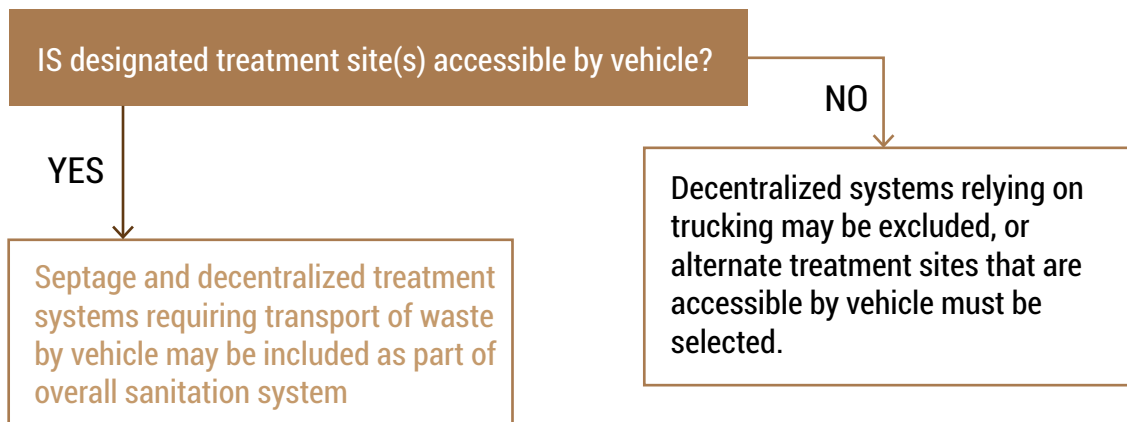 IS designated treatment site(s) accessible by vehicle?
NO
YES
Decentralized systems relying on
trucking may be excluded, or
alternate treatment sites that are
accessible by vehicle must be
selected.
Septage and decentralized treatment
systems requiring transport of waste
by vehicle may be included as part of
overall sanitation system